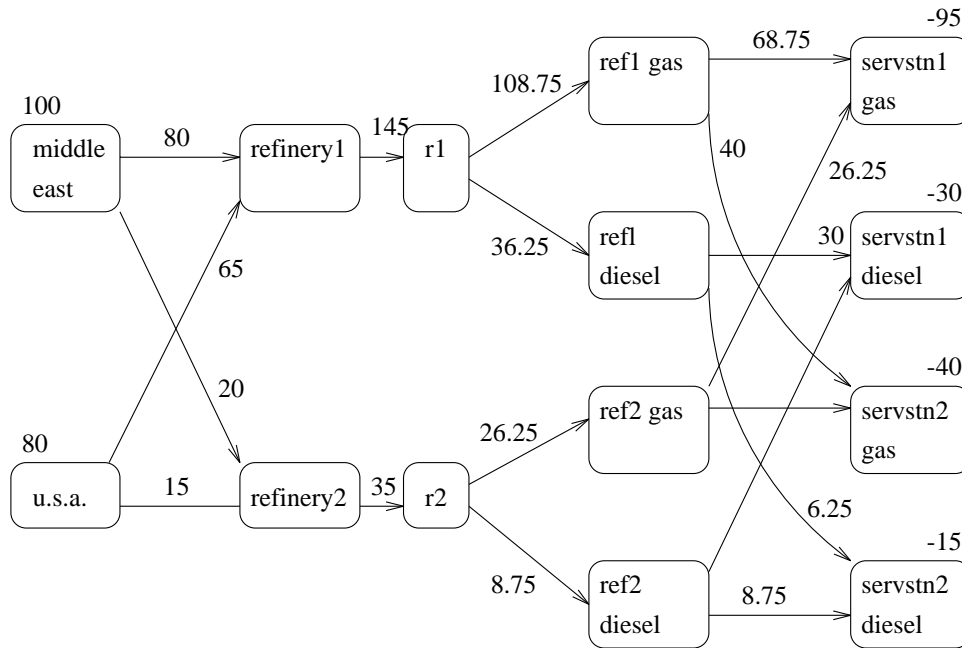 -95
68.75
ref1 gas
servstn1
gas
108.75
100
middle
east
80
refinery1
145
r1
40
26.25
-30
36.25
refl
diesel
30
servstn1
diesel
65
20
-40
ref2 gas
servstn2
gas
26.25
80
u.s.a.
15
refinery2
35
r2
6.25
-15
8.75
ref2
diesel
8.75
servstn2
diesel